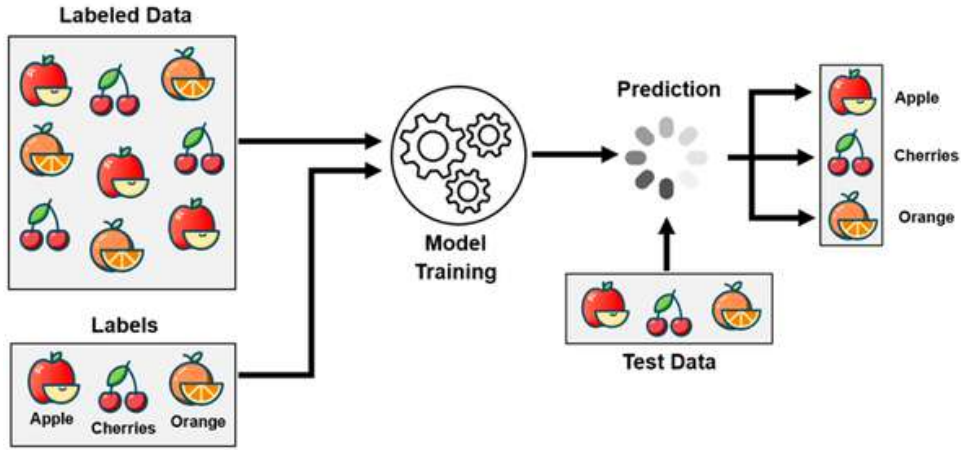 Labeled Data
Prediction
Apple
Cherries
Orange
Model
Training
Labels
Apple
Cherries
Orange
Test Data